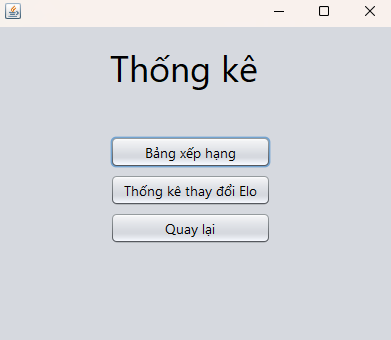 Thống kê
Bảng xếp hạng
Thống kê thay đổi Elo
Quay lại